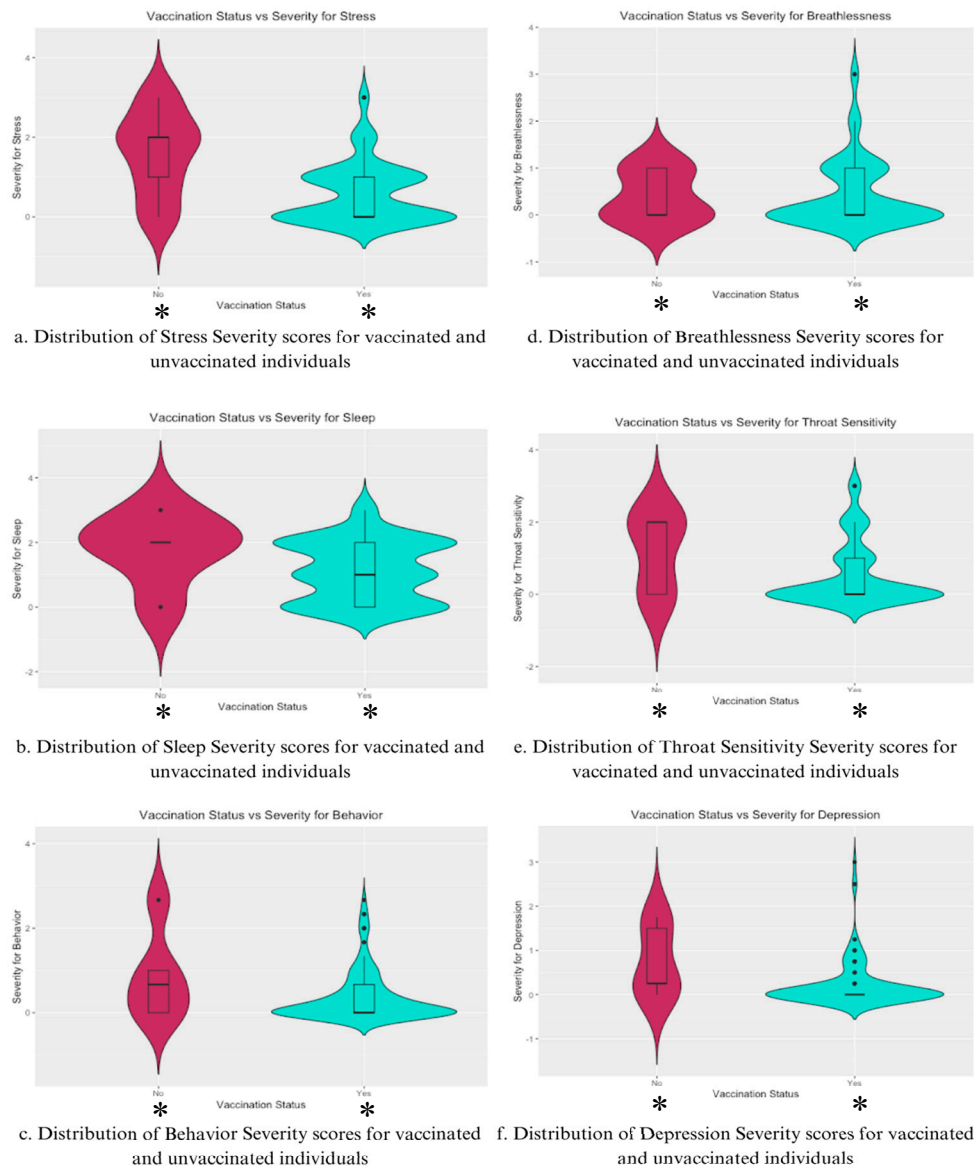 Vaccination Status vs Severity for Stress
4
2
0
Severity for Stress
No
Yes
*
Vaccination Status
*
a. Distribution of Stress Severity scores for vaccinated and
unvaccinated individuals
Vaccination Status vs Severity for Breathlessness
4
3
2
1
0
-1
Severity for Breathlessness
No
Yes
*
Vaccination Status
*
d. Distribution of Breathlessness Severity scores for
vaccinated and unvaccinated individuals
Vaccination Status vs Severity for Sleep
4
2
0
-2
Severity for Sleep
No
Yes
*
Vaccination Status
*
b. Distribution of Sleep Severity scores for vaccinated and
unvaccinated individuals
Vaccination Status vs Severity for Throat Sensitivity
4
2
0
-2
Severity for Throat Sensitivity
No
Yes
*
Vaccination Status
*
e. Distribution of Throat Sensitivity Severity scores for
vaccinated and unvaccinated individuals
Vaccination Status vs Severity for Behavior
4
2
0
Severity for Behavior
No
Yes
*
Vaccination Status
*
c. Distribution of Behavior Severity scores for vaccinated
and unvaccinated individuals
Vaccination Status vs Severity for Depression
3
2
1
0
-1
Severity for Depression
No
Yes
*
Vaccination Status
*
f. Distribution of Depression Severity scores for vaccinated
and unvaccinated individuals